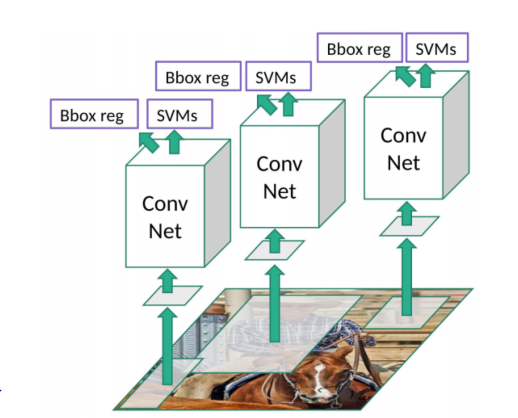 Bbox reg SVMs
Bbox reg SVMs
Bbox reg SVMs
Conv
Net
Conv
Net
Conv
Net